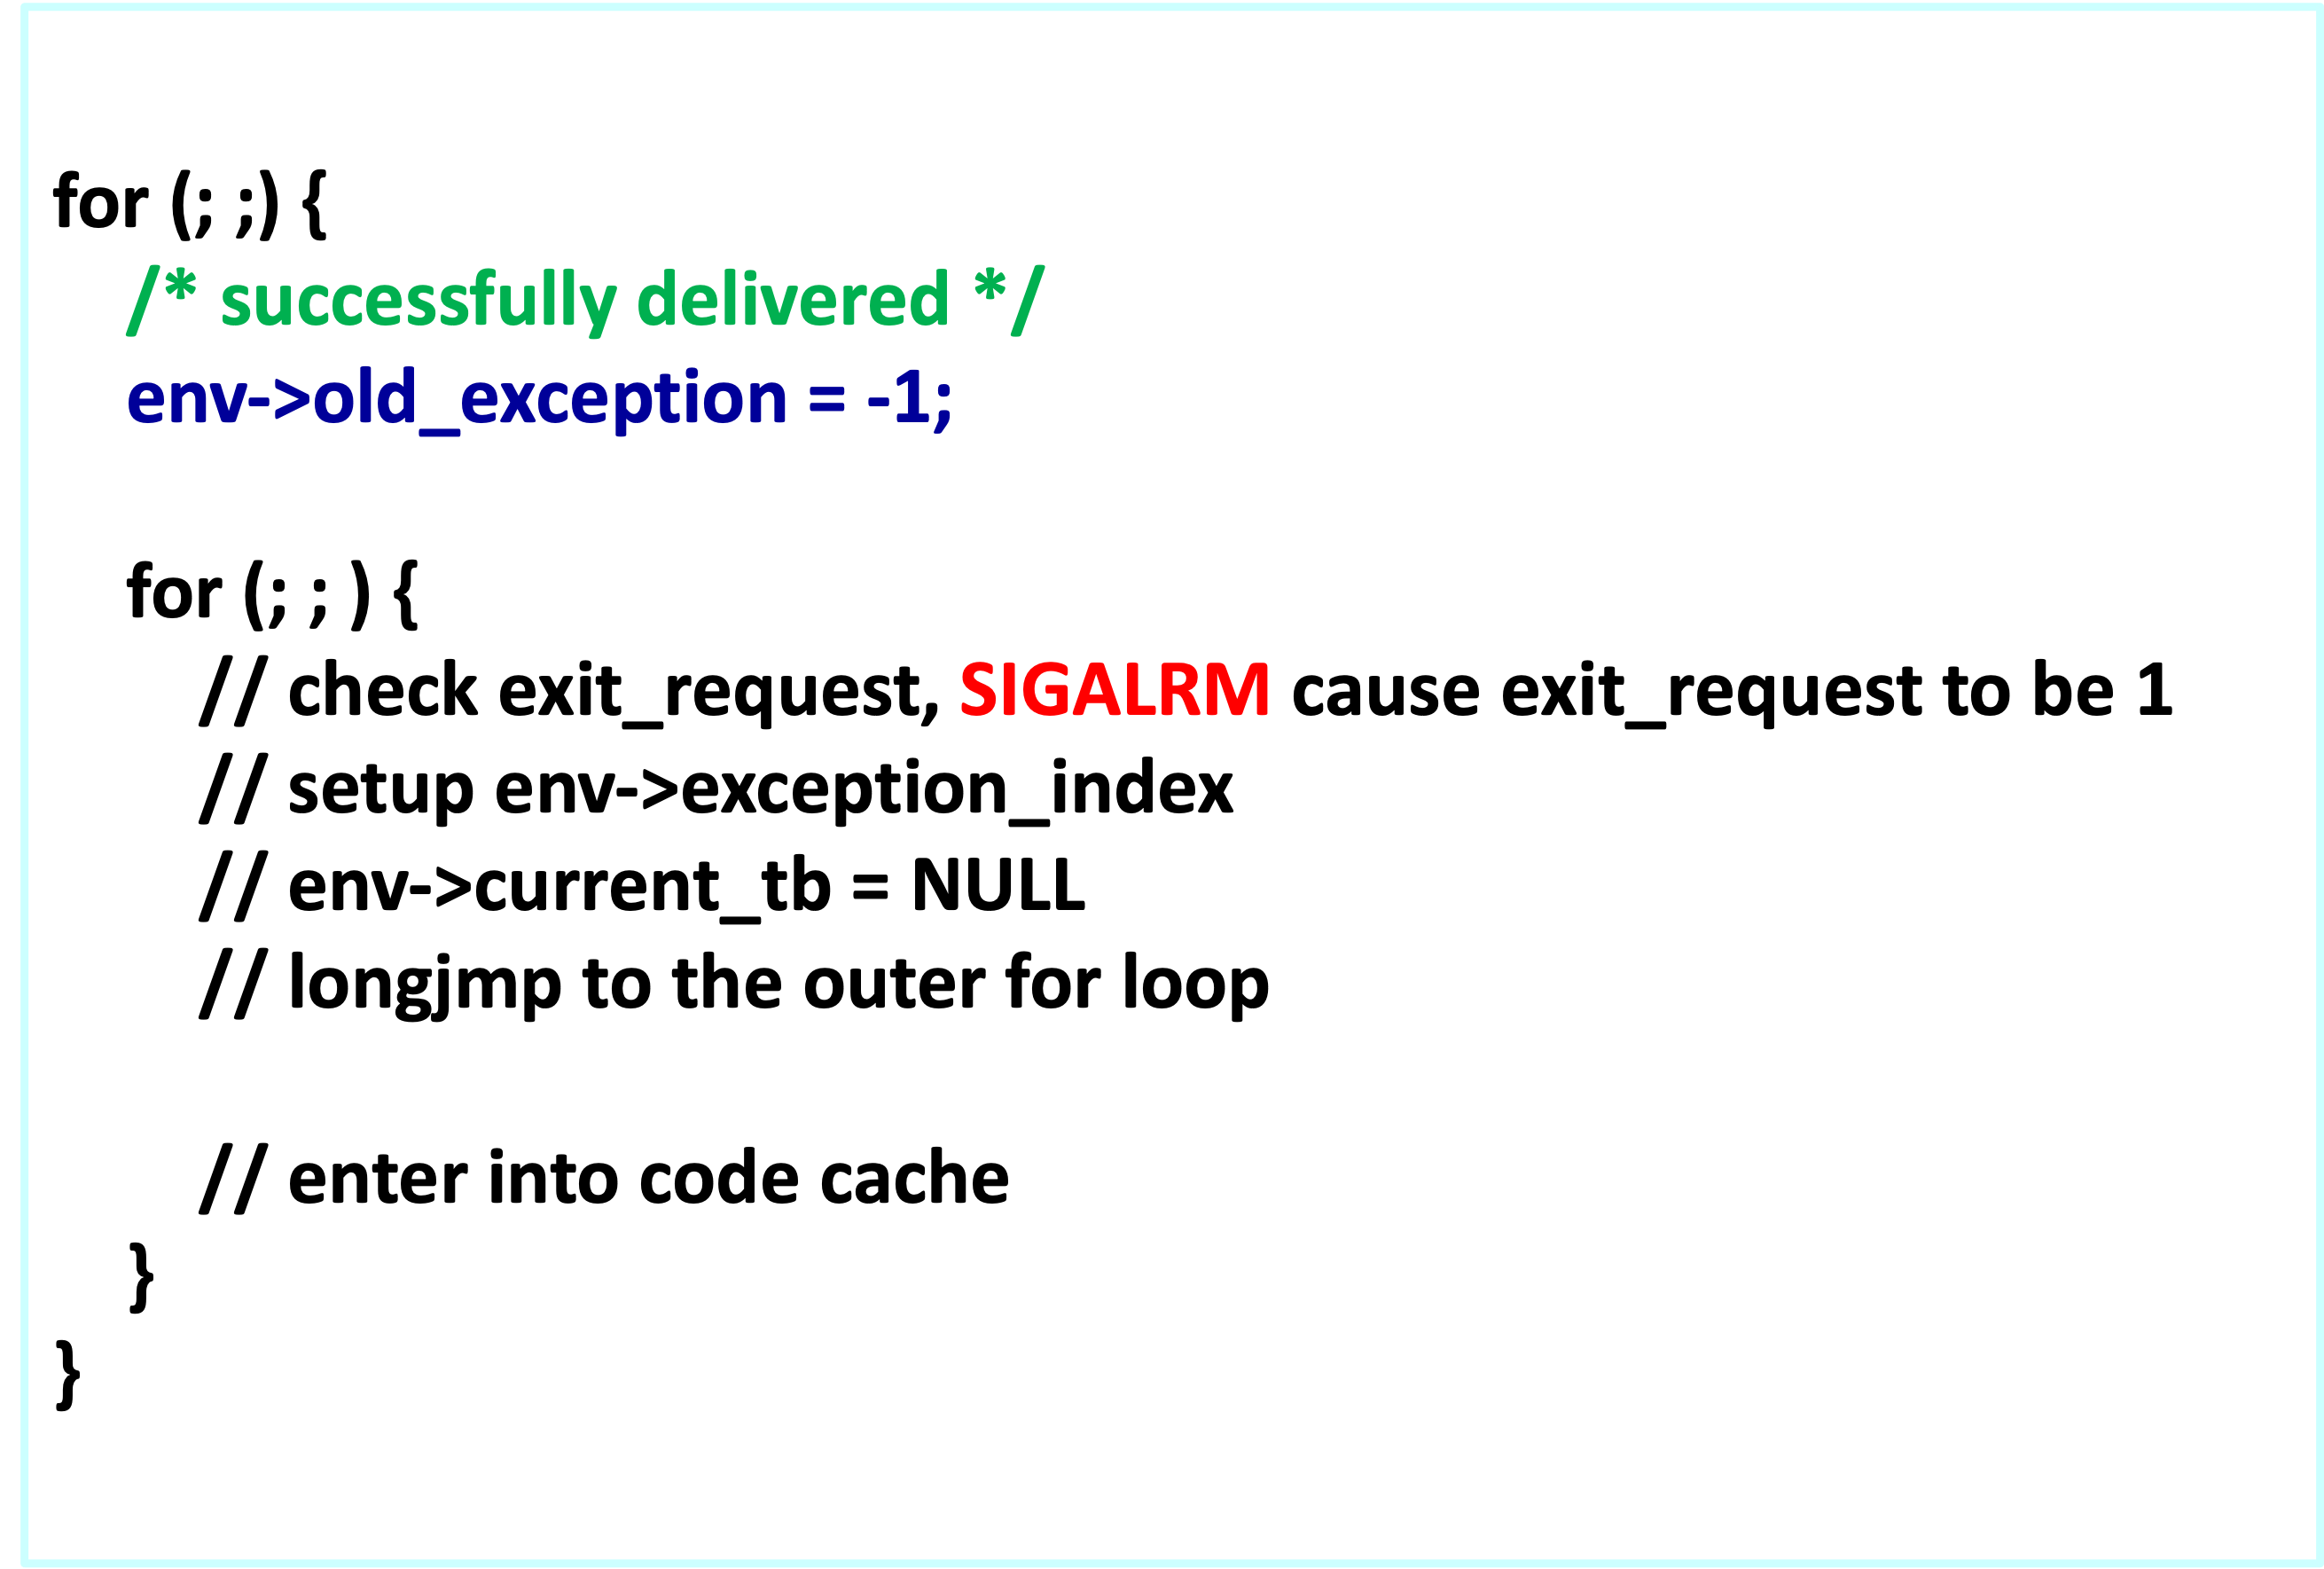 for (; ;) {
/* successfully delivered */
env->old_exception = -1;
for (; ; ) {
// check exit_request, SIGALRM cause exit_request to be 1
// setup env->exception_index
// env->current_tb = NULL
// longjmp to the outer for loop
// enter into code cache
}
}